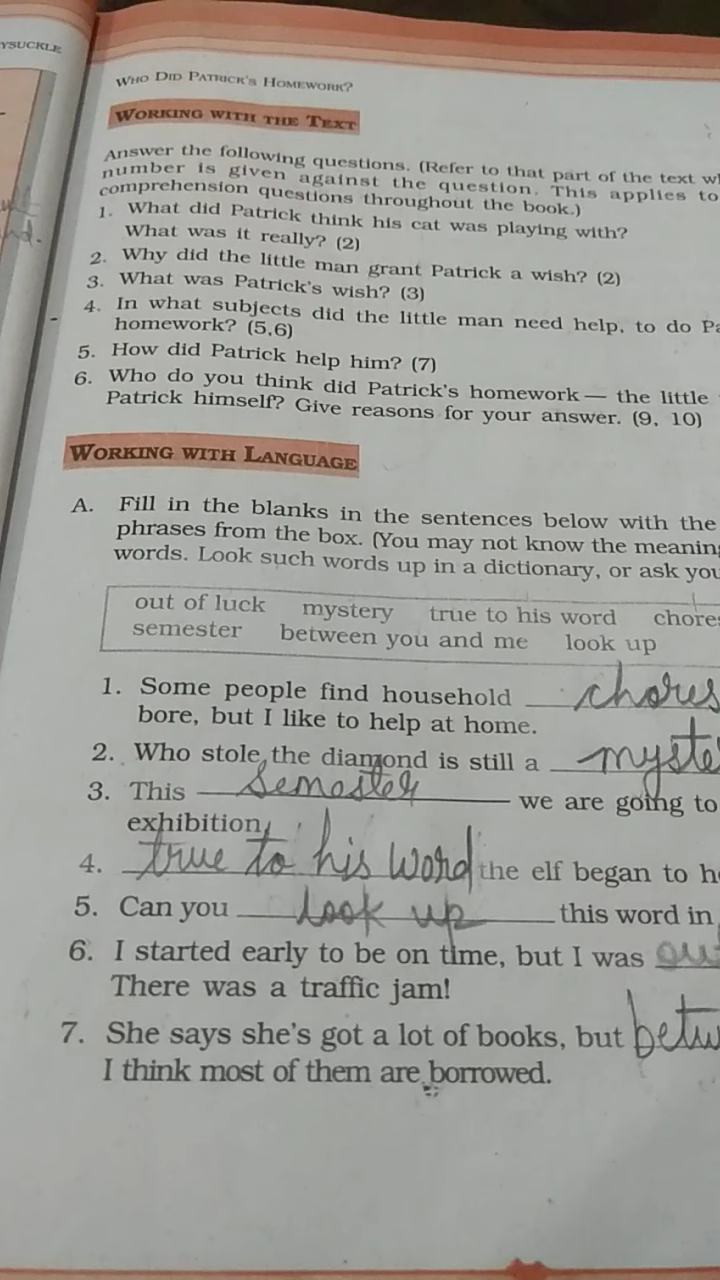 YSUCKLE
WHO DID PATRICK'S HOMEWORK?
WORKING WITH THE TEXT
Answer the following questions. (Refer to that part of the text
number is given against the question. This applies to
comprehension questions throughout the book.)
1. What did Patrick think his cat was playing with?
What was it really? (2)
2. Why did the little man grant Patrick a wish? (2)
3. What was Patrick's wish? (3)
4. In what subjects did the little man need help, to do Pa
homework? (5,6)
5. How did Patrick help him? (7)
6. Who do you think did Patrick's homework — the little
Patrick himself? Give reasons for your answer. (9, 10)
WORKING WITH LANGUAGE
A. Fill in the blanks in the sentences below with the
phrases from the box. (You may not know the meaning
words. Look such words up in a dictionary, or ask you
out of luck mystery true to his word chores
semester between you and me look up
1. Some people find household chores
bore, but I like to help at home.
2. Who stole the diamond is still a myste
3. This Semester we are going to
exhibition.
4. true to his word the elf began to h
5. Can you Look up this word in
6. I started early to be on time, but I was ou
There was a traffic jam!
7. She says she's got a lot of books, but betw
I think most of them are borrowed.